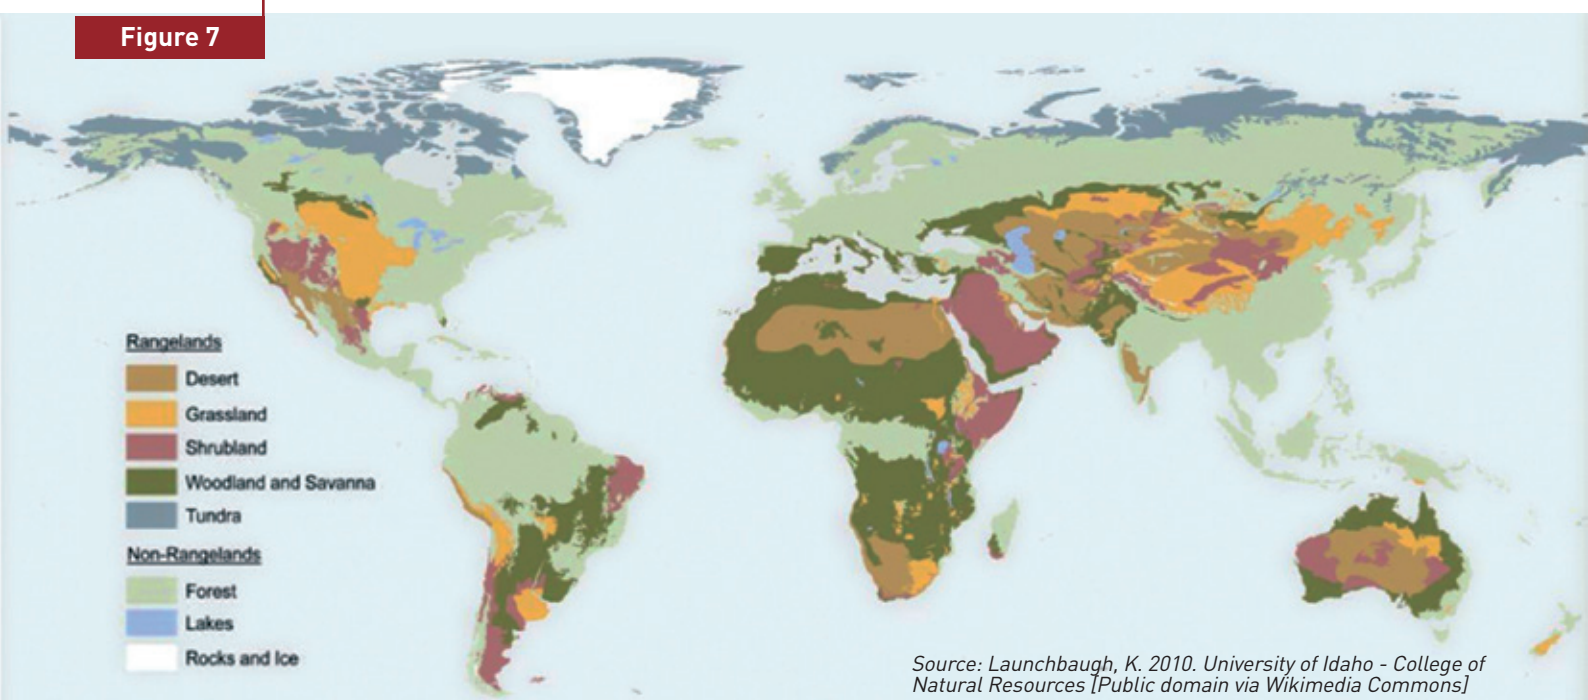 Figure 7
Rangelands
Desert
Grassland
Shrubland
Woodland and Savanna
Tundra
Non-Rangelands
Forest
Lakes
Rocks and Ice
Source: Launchbaugh, K. 2010. University of Idaho - College of
Natural Resources [Public domain via Wikimedia Commons]